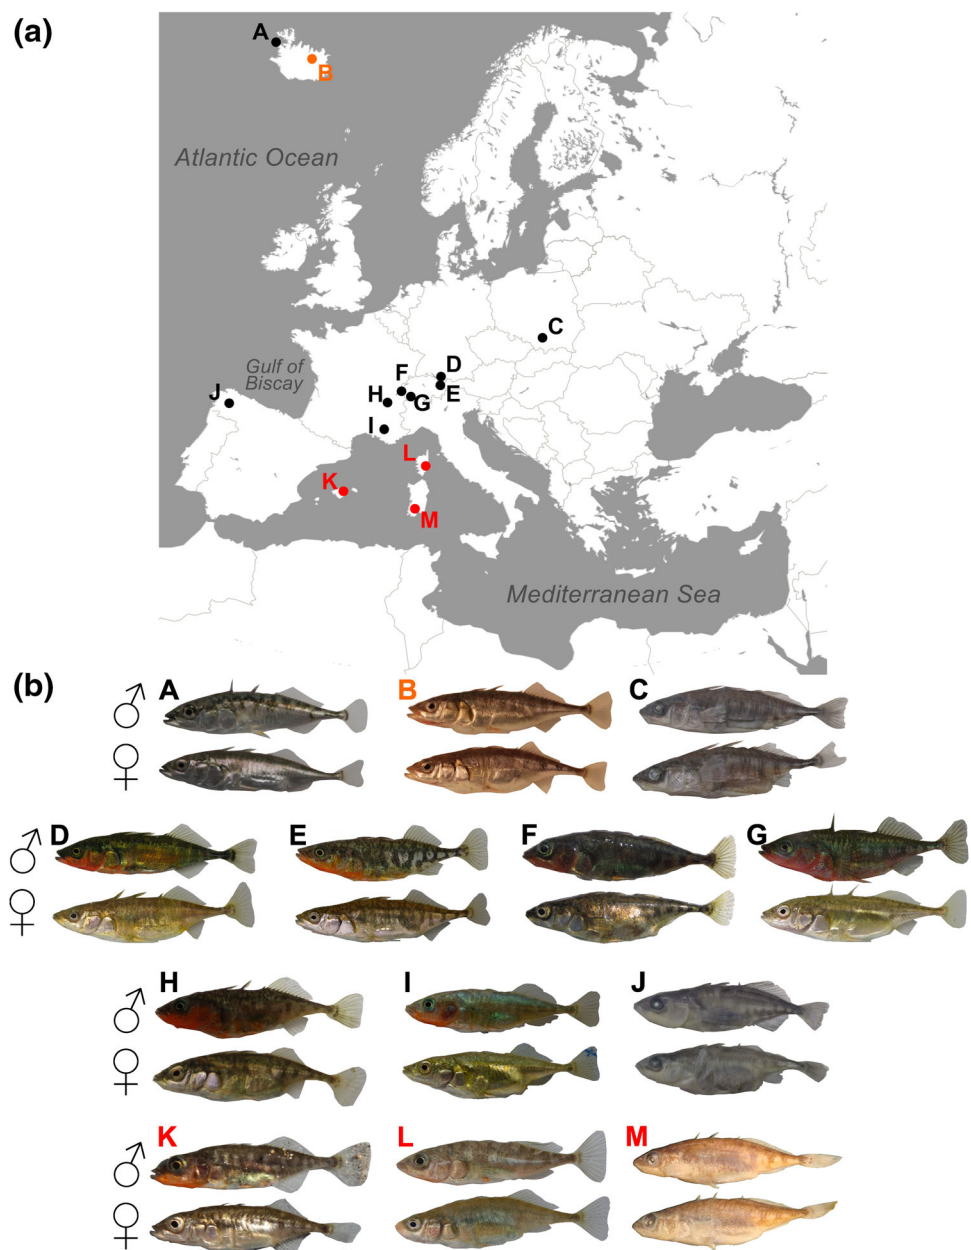 (a)
A
B
Atlantic Ocean
C
Gulf of
Biscay
D
F
E
J
H
G
I
L
K
M
Mediterranean Sea
(b)
A B C
♂
♀
D E F G
♂
♀
H I J
♂
♀
K L M
♂
♀